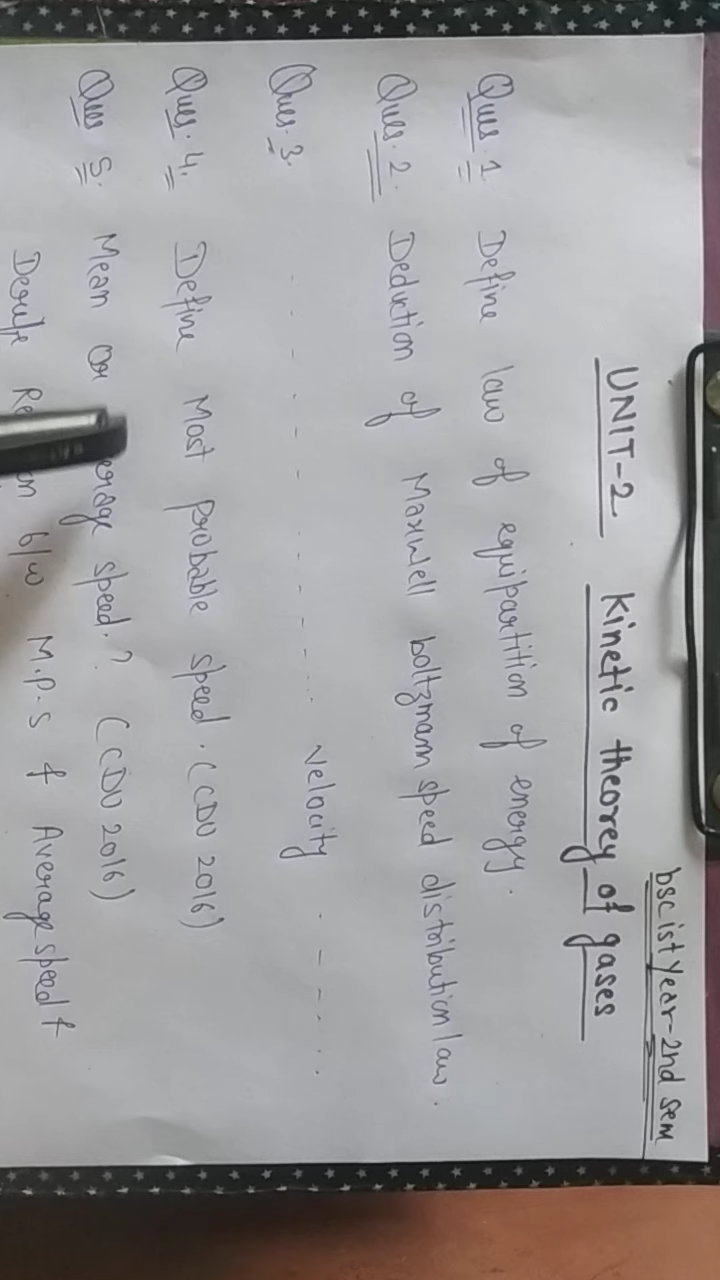 bsc ist year-2nd sem
UNIT-2 Kinetic theorey of gases
Ques. 1. Define law of equipartition of energy.
Ques. 2. Deduction of Maxwell boltzmann speed distribution law.
Ques. 3. - - - - - - - - - velocity - - - - -
Ques. 4. Define Most probable speed. (CDU 2016)
Ques 5. Mean or speed.? (CDU 2016)
b/w M.P.S & Average speed &